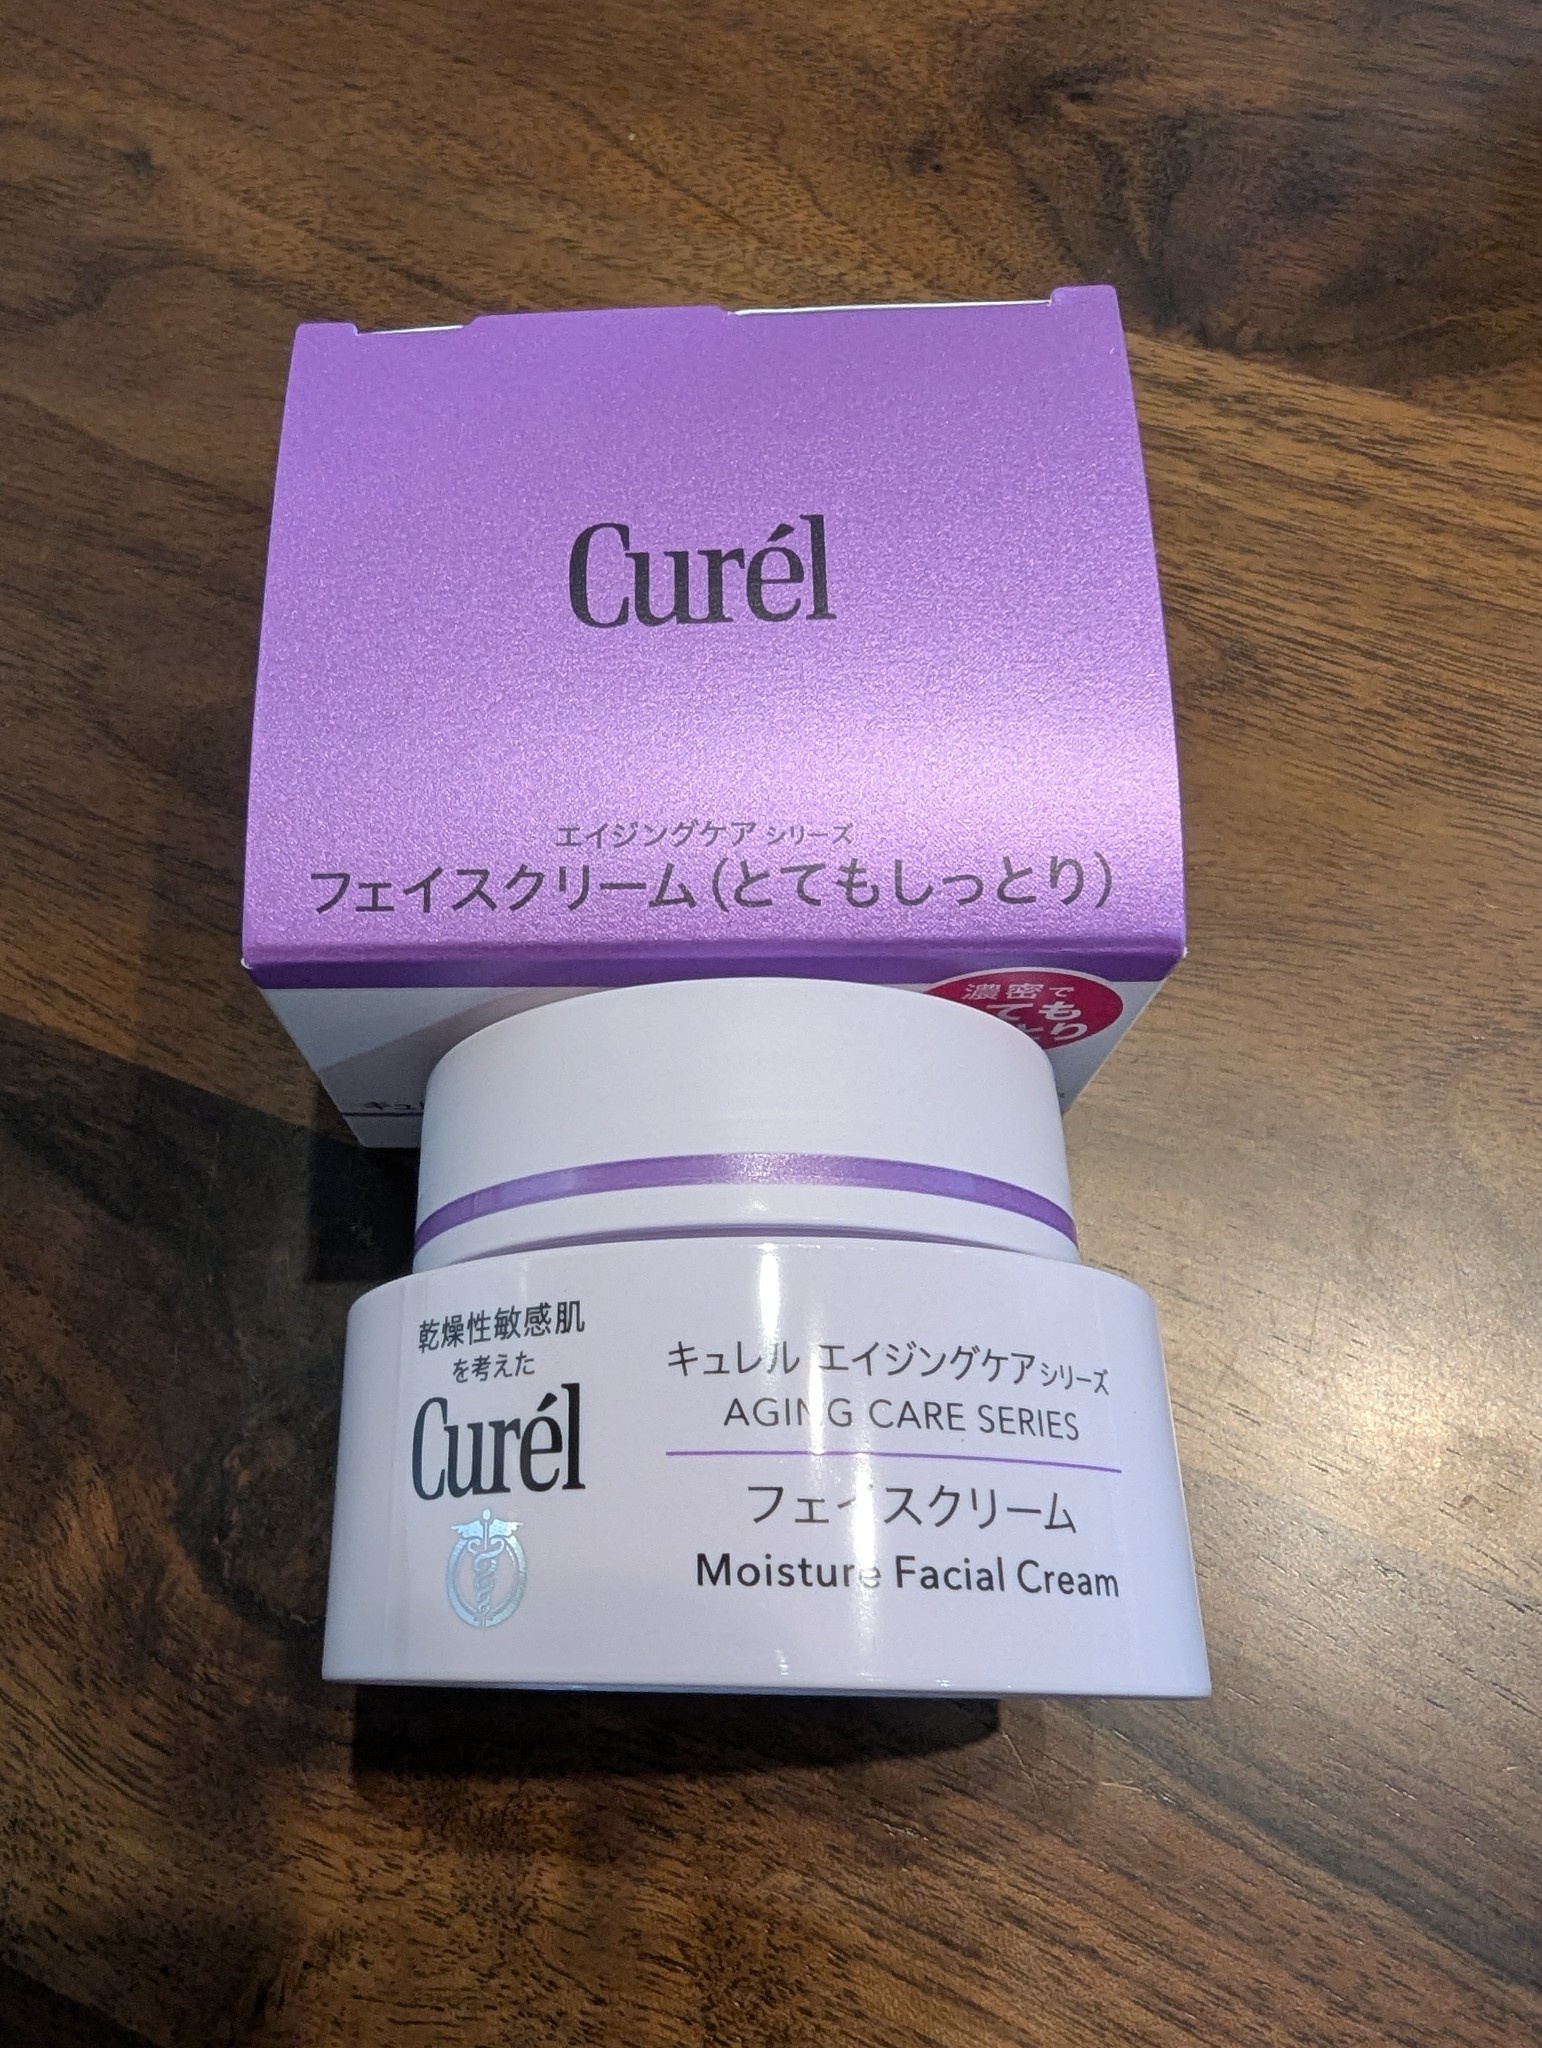 Curél
エイジングケア シリーズ
フェイスクリーム(とてもしっとり)
濃密で
キュレ
乾燥性敏感肌
を考えた
Curél
キュレル エイジングケアシリーズ
AGING CARE SERIES
フェイスクリーム
Moisture Facial Cream